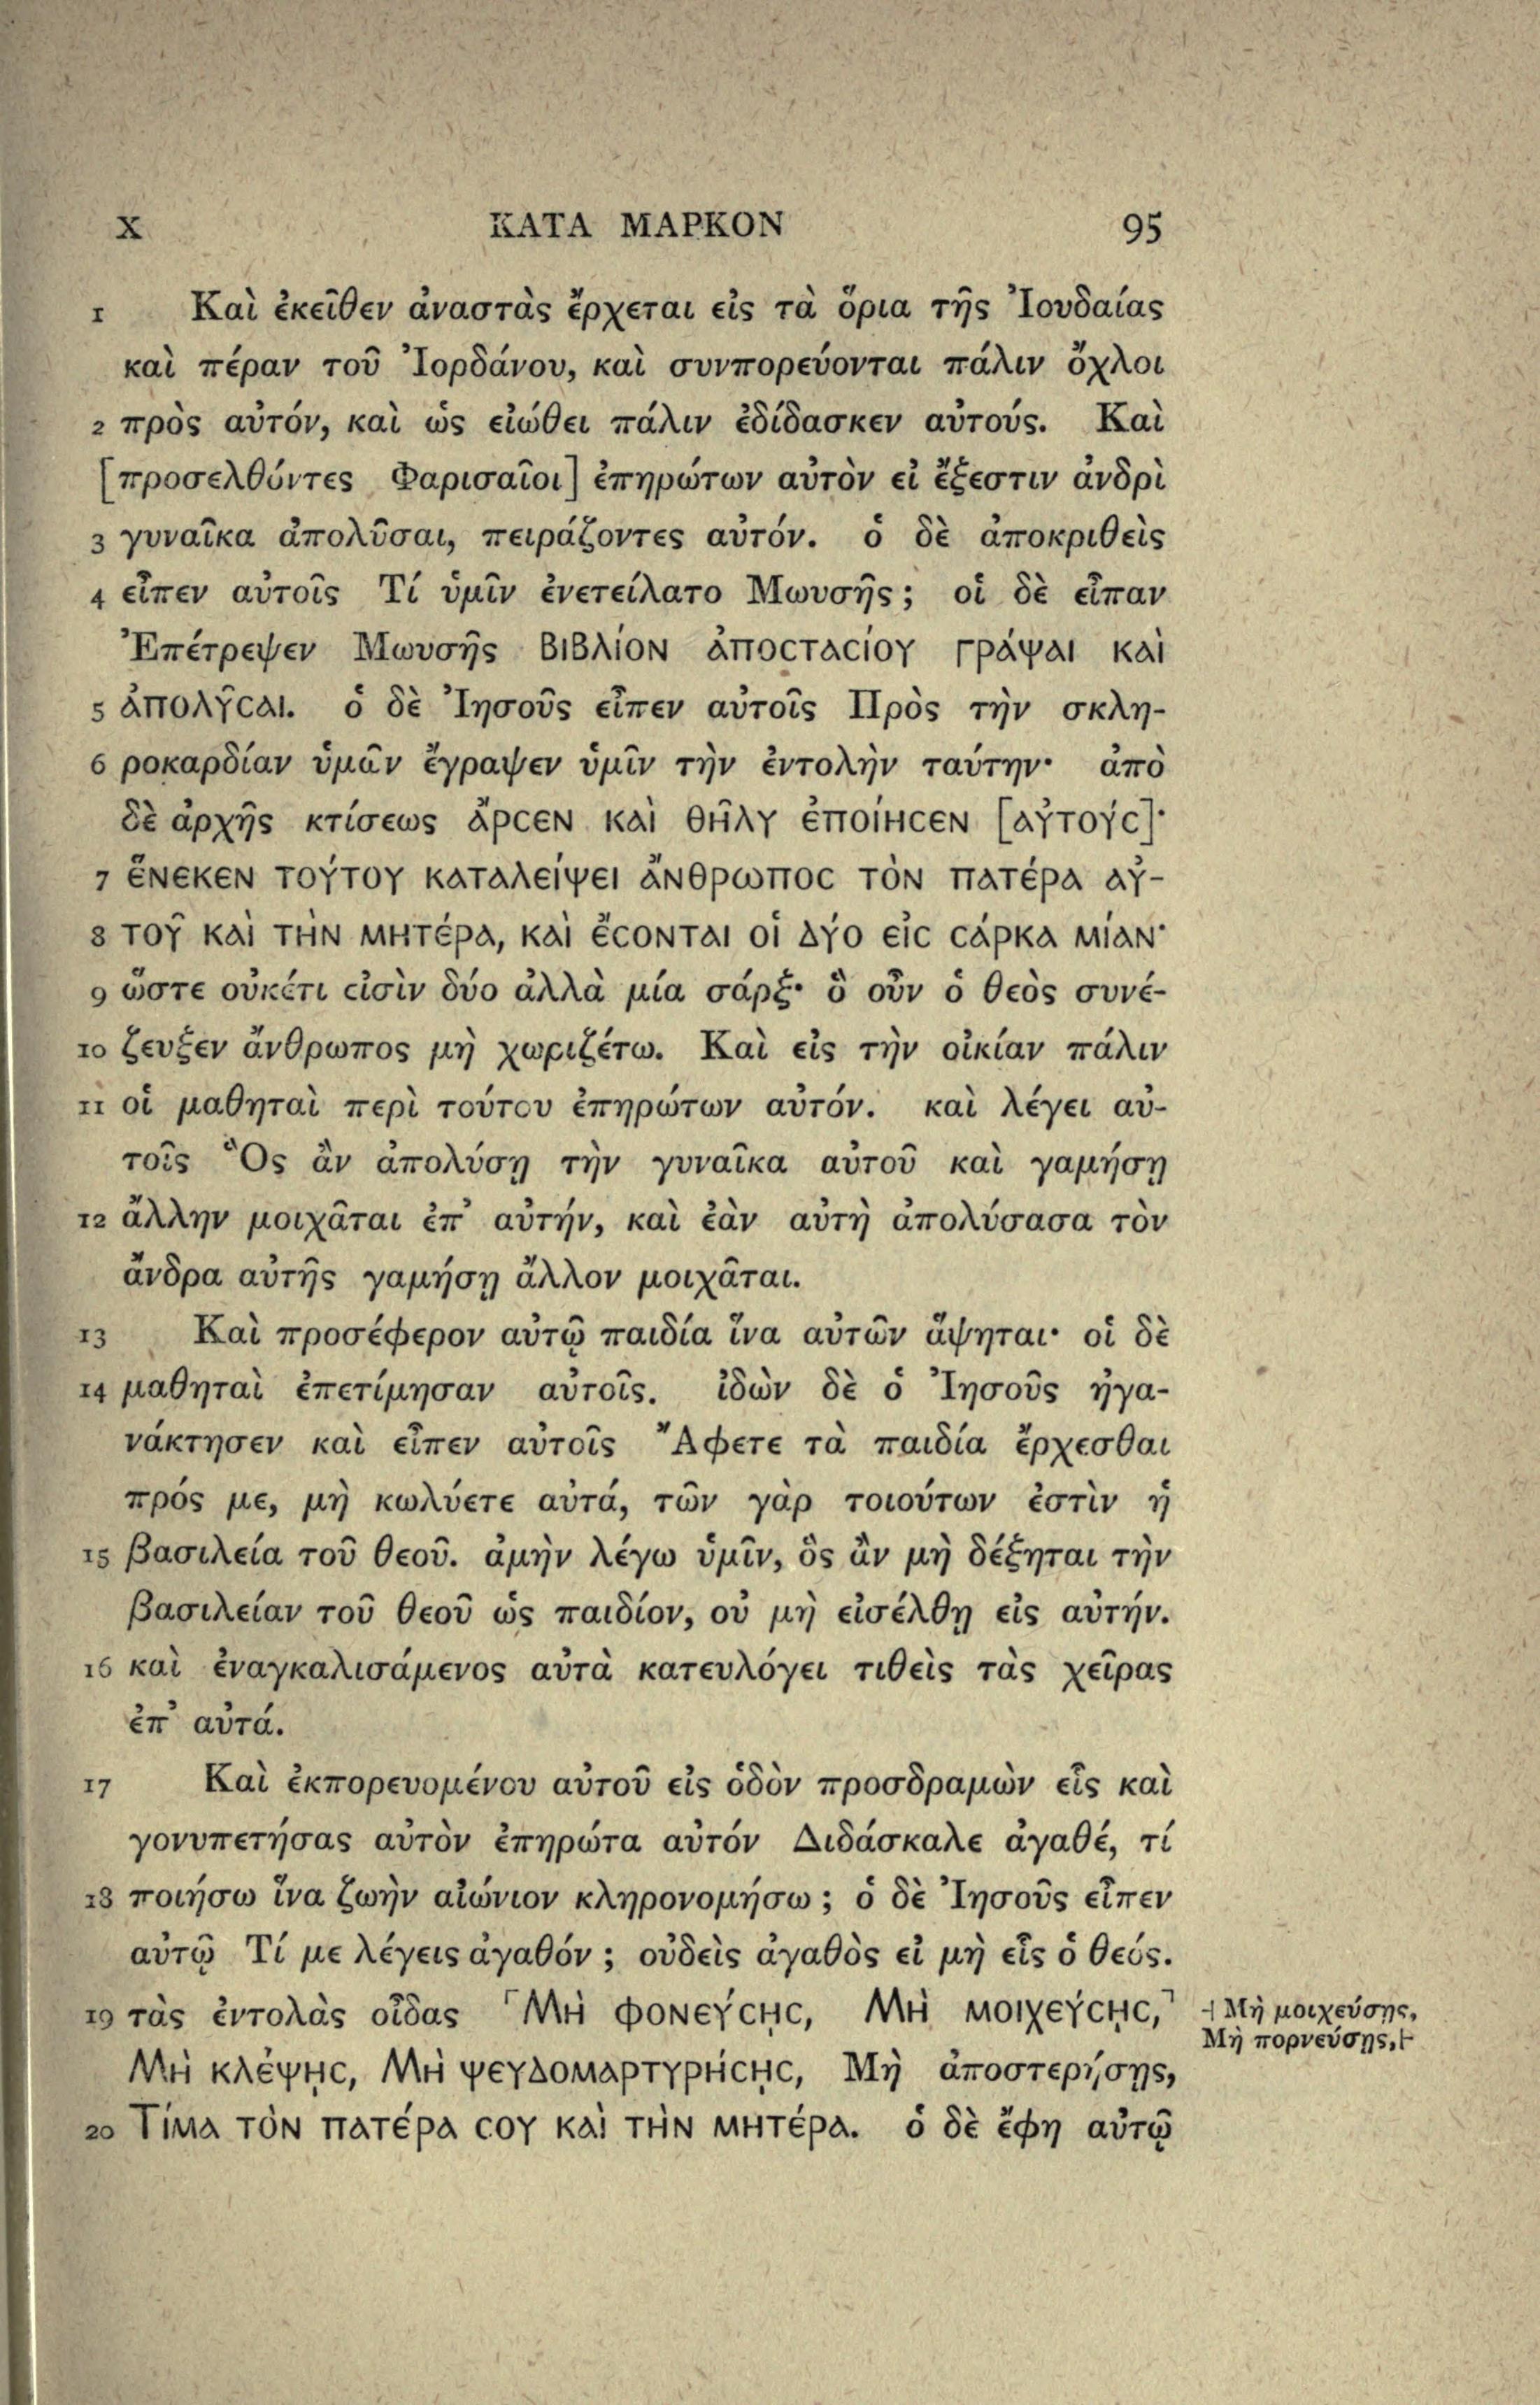 X ΚΑΤΑ ΜΑΡΚΟΝ 95
1 Καὶ ἐκεῖθεν ἀναστὰς ἔρχεται εἰς τὰ ὅρια τῆς Ἰουδαίας
καὶ πέραν τοῦ Ἰορδάνου, καὶ συνπορεύονται πάλιν ὄχλοι
2 πρὸς αὐτόν, καὶ ὡς εἰώθει πάλιν ἐδίδασκεν αὐτούς. Καὶ
[προσελθόντες Φαρισαῖοι] ἐπηρώτων αὐτὸν εἰ ἔξεστιν ἀνδρὶ
3 γυναῖκα ἀπολῦσαι, πειράζοντες αὐτόν. ὁ δὲ ἀποκριθεὶς
4 εἶπεν αὐτοῖς Τί ὑμῖν ἐνετείλατο Μωυσῆς; οἱ δὲ εἶπαν
Ἐπέτρεψεν Μωυσῆς βιβλίον ἀποϲταϲίου γράψαι καὶ
5 ἀπολῦϲαι. ὁ δὲ Ἰησοῦς εἶπεν αὐτοῖς Πρὸς τὴν σκλη-
6 ροκαρδίαν ὑμῶν ἔγραψεν ὑμῖν τὴν ἐντολὴν ταύτην· ἀπὸ
δὲ ἀρχῆς κτίσεως ἄρϲεν καὶ θῆλυ ἐποίηϲεν [αὐτούϲ]·
7 ἕνεκεν τούτου καταλείψει ἄνθρωποϲ τὸν πατέρα αὐ-
8 τοῦ καὶ τὴν μητέρα, καὶ ἔϲονται οἱ δύο εἰϲ ϲάρκα μίαν·
9 ὥστε οὐκέτι εἰσὶν δύο ἀλλὰ μία σάρξ· ὃ οὖν ὁ θεὸς συνέ-
10 ζευξεν ἄνθρωπος μὴ χωριζέτω. Καὶ εἰς τὴν οἰκίαν πάλιν
11 οἱ μαθηταὶ περὶ τούτου ἐπηρώτων αὐτόν. καὶ λέγει αὐ-
τοῖς Ὃς ἂν ἀπολύσῃ τὴν γυναῖκα αὐτοῦ καὶ γαμήσῃ
12 ἄλλην μοιχᾶται ἐπ' αὐτήν, καὶ ἐὰν αὐτὴ ἀπολύσασα τὸν
ἄνδρα αὐτῆς γαμήσῃ ἄλλον μοιχᾶται.
13 Καὶ προσέφερον αὐτῷ παιδία ἵνα αὐτῶν ἅψηται· οἱ δὲ
14 μαθηταὶ ἐπετίμησαν αὐτοῖς. ἰδὼν δὲ ὁ Ἰησοῦς ἠγα-
νάκτησεν καὶ εἶπεν αὐτοῖς Ἄφετε τὰ παιδία ἔρχεσθαι
πρός με, μὴ κωλύετε αὐτά, τῶν γὰρ τοιούτων ἐστὶν ἡ
15 βασιλεία τοῦ θεοῦ. ἀμὴν λέγω ὑμῖν, ὃς ἂν μὴ δέξηται τὴν
βασιλείαν τοῦ θεοῦ ὡς παιδίον, οὐ μὴ εἰσέλθῃ εἰς αὐτήν.
16 καὶ ἐναγκαλισάμενος αὐτὰ κατευλόγει τιθεὶς τὰς χεῖρας
ἐπ' αὐτά.
17 Καὶ ἐκπορευομένου αὐτοῦ εἰς ὁδὸν προσδραμὼν εἷς καὶ
γονυπετήσας αὐτὸν ἐπηρώτα αὐτόν Διδάσκαλε ἀγαθέ, τί
18 ποιήσω ἵνα ζωὴν αἰώνιον κληρονομήσω; ὁ δὲ Ἰησοῦς εἶπεν
αὐτῷ Τί με λέγεις ἀγαθόν; οὐδεὶς ἀγαθὸς εἰ μὴ εἷς ὁ θεός.
19 τὰς ἐντολὰς οἶδας ⸢Μὴ φονεύϲῃϲ, Μὴ μοιχεύϲῃϲ,⸣
Μὴ κλέψῃϲ, Μὴ ψευδομαρτυρήϲῃϲ, Μὴ ἀποστερήσῃς,
20 Τίμα τὸν πατέρα ϲου καὶ τὴν μητέρα. ὁ δὲ ἔφη αὐτῷ
⊣ Μὴ μοιχεύσῃς,
Μὴ πορνεύσῃς, ⊢